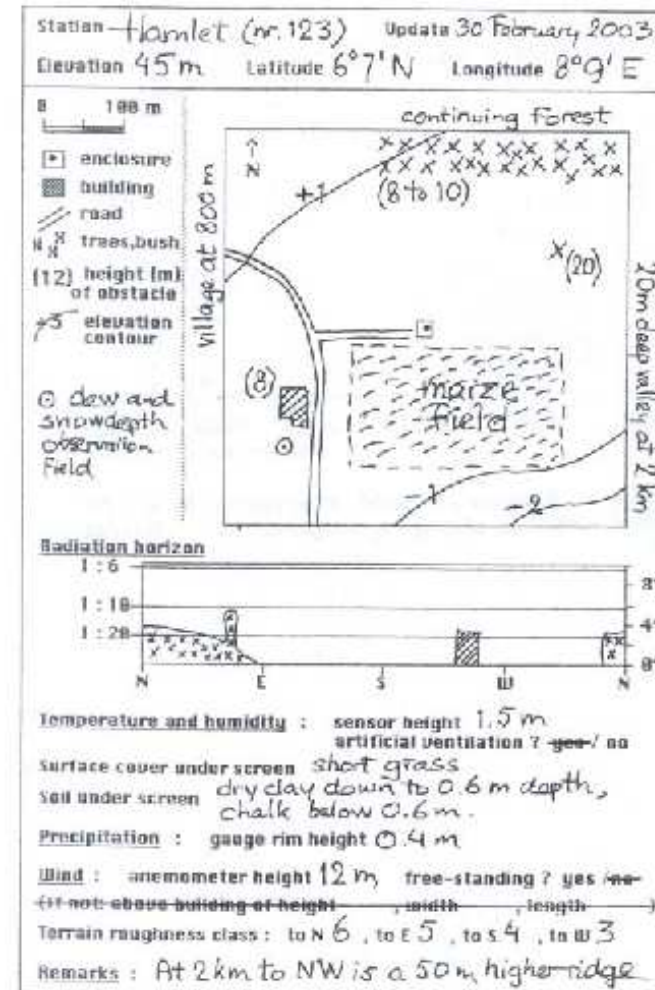 Station Hamlet (nr. 123) Update 30 February 2003
Elevation 45 m Latitude 6°7' N Longitude 8°9' E
0 100 m
enclosure
building
road
trees, bush
(12) height (m)
of obstacle
+3 elevation
contour
dew and
snowdepth
observation
field
village at 800 m
continuing forest
N
+1
(8 to 10)
(20)
(8)
maize
field
-1
-2
20m deep valley at 2 km
Radiation horizon
1:6 8°
1:10
1:20 4°
0°
N E S W N
Temperature and humidity : sensor height 1.5 m
artificial ventilation ? yes / no
Surface cover under screen short grass
Soil under screen dry clay down to 0.6 m depth,
chalk below 0.6 m.
Precipitation : gauge rim height 0.4 m
Wind : anemometer height 12 m, free-standing ? yes / no
(if not: above building of height , width , length )
Terrain roughness class : to N 6 , to E 5 , to S 4 , to W 3
Remarks : At 2 km to NW is a 50 m higher ridge